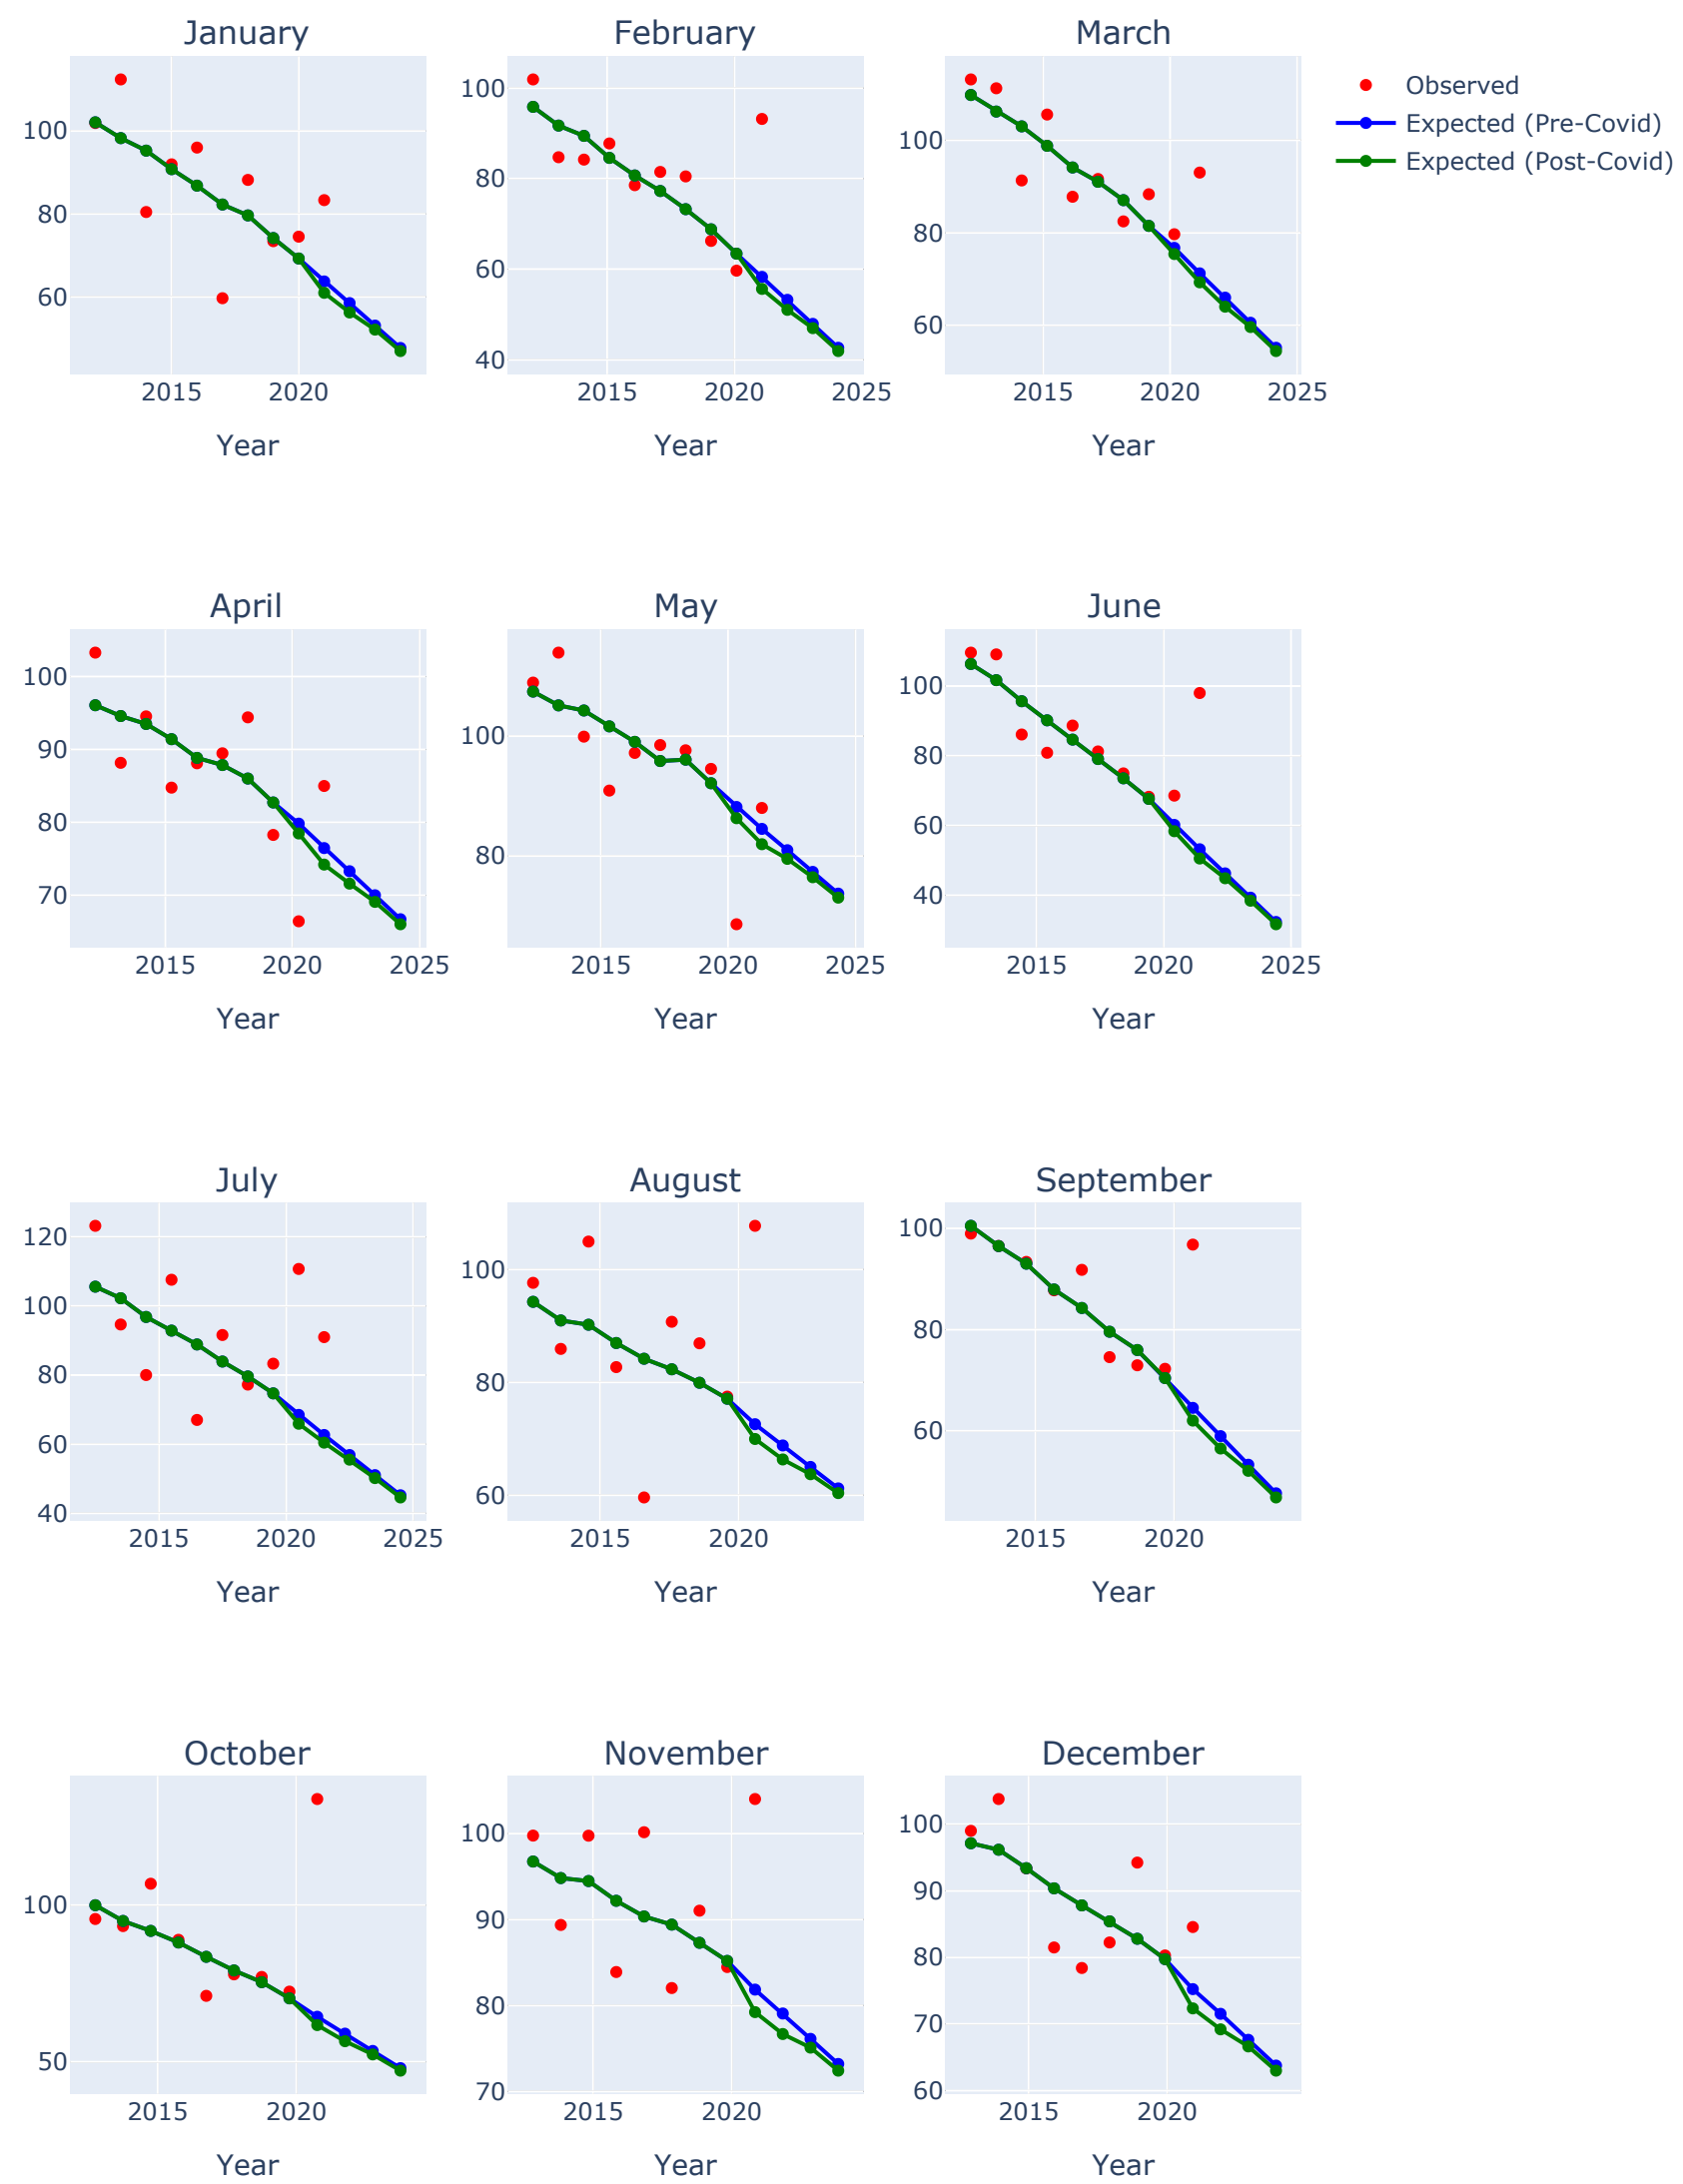 January
February
March
100
80
60
2015
2020
Year
100
80
60
40
2015
2020
2025
Year
100
80
60
2015
2020
2025
Year
Observed
Expected (Pre-Covid)
Expected (Post-Covid)
April
May
June
100
90
80
70
2015
2020
2025
Year
100
80
2015
2020
2025
Year
100
80
60
40
2015
2020
2025
Year
July
August
September
120
100
80
60
40
2015
2020
2025
Year
100
80
60
2015
2020
Year
100
80
60
2015
2020
Year
October
November
December
100
50
2015
2020
Year
100
90
80
70
2015
2020
Year
100
90
80
70
60
2015
2020
Year